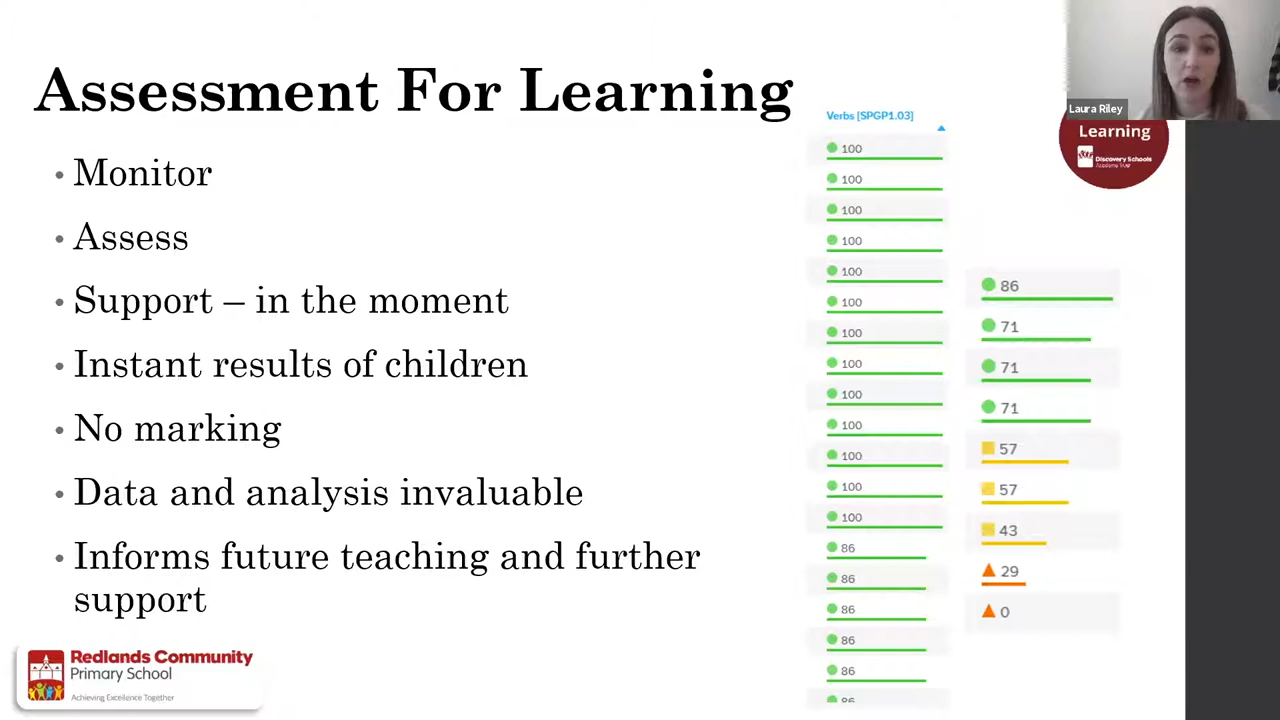 Assessment For Learning
Monitor
Assess
Support – in the moment
Instant results of children
No marking
Data and analysis invaluable
Informs future teaching and further
support
Redlands Community
Primary School
Achieving Excellence Together
Verbs [SPGP1.03]
100
100
100
100
100
100
100
100
100
100
100
100
100
86
86
86
86
86
86
86
71
71
71
57
57
43
29
0
Laura Riley
Learning
Discovery Schools
Academy Trust